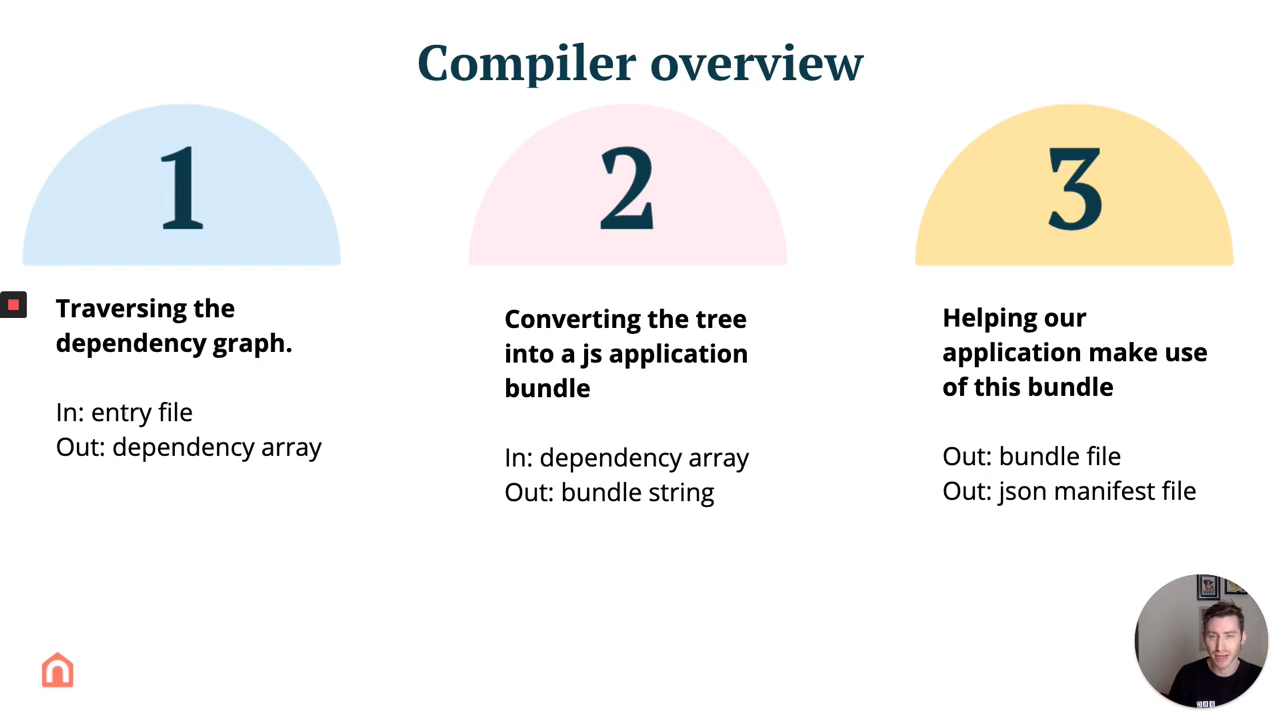 Compiler overview
1
Traversing the
dependency graph.
In: entry file
Out: dependency array
2
Converting the tree
into a js application
bundle
In: dependency array
Out: bundle string
3
Helping our
application make use
of this bundle
Out: bundle file
Out: json manifest file